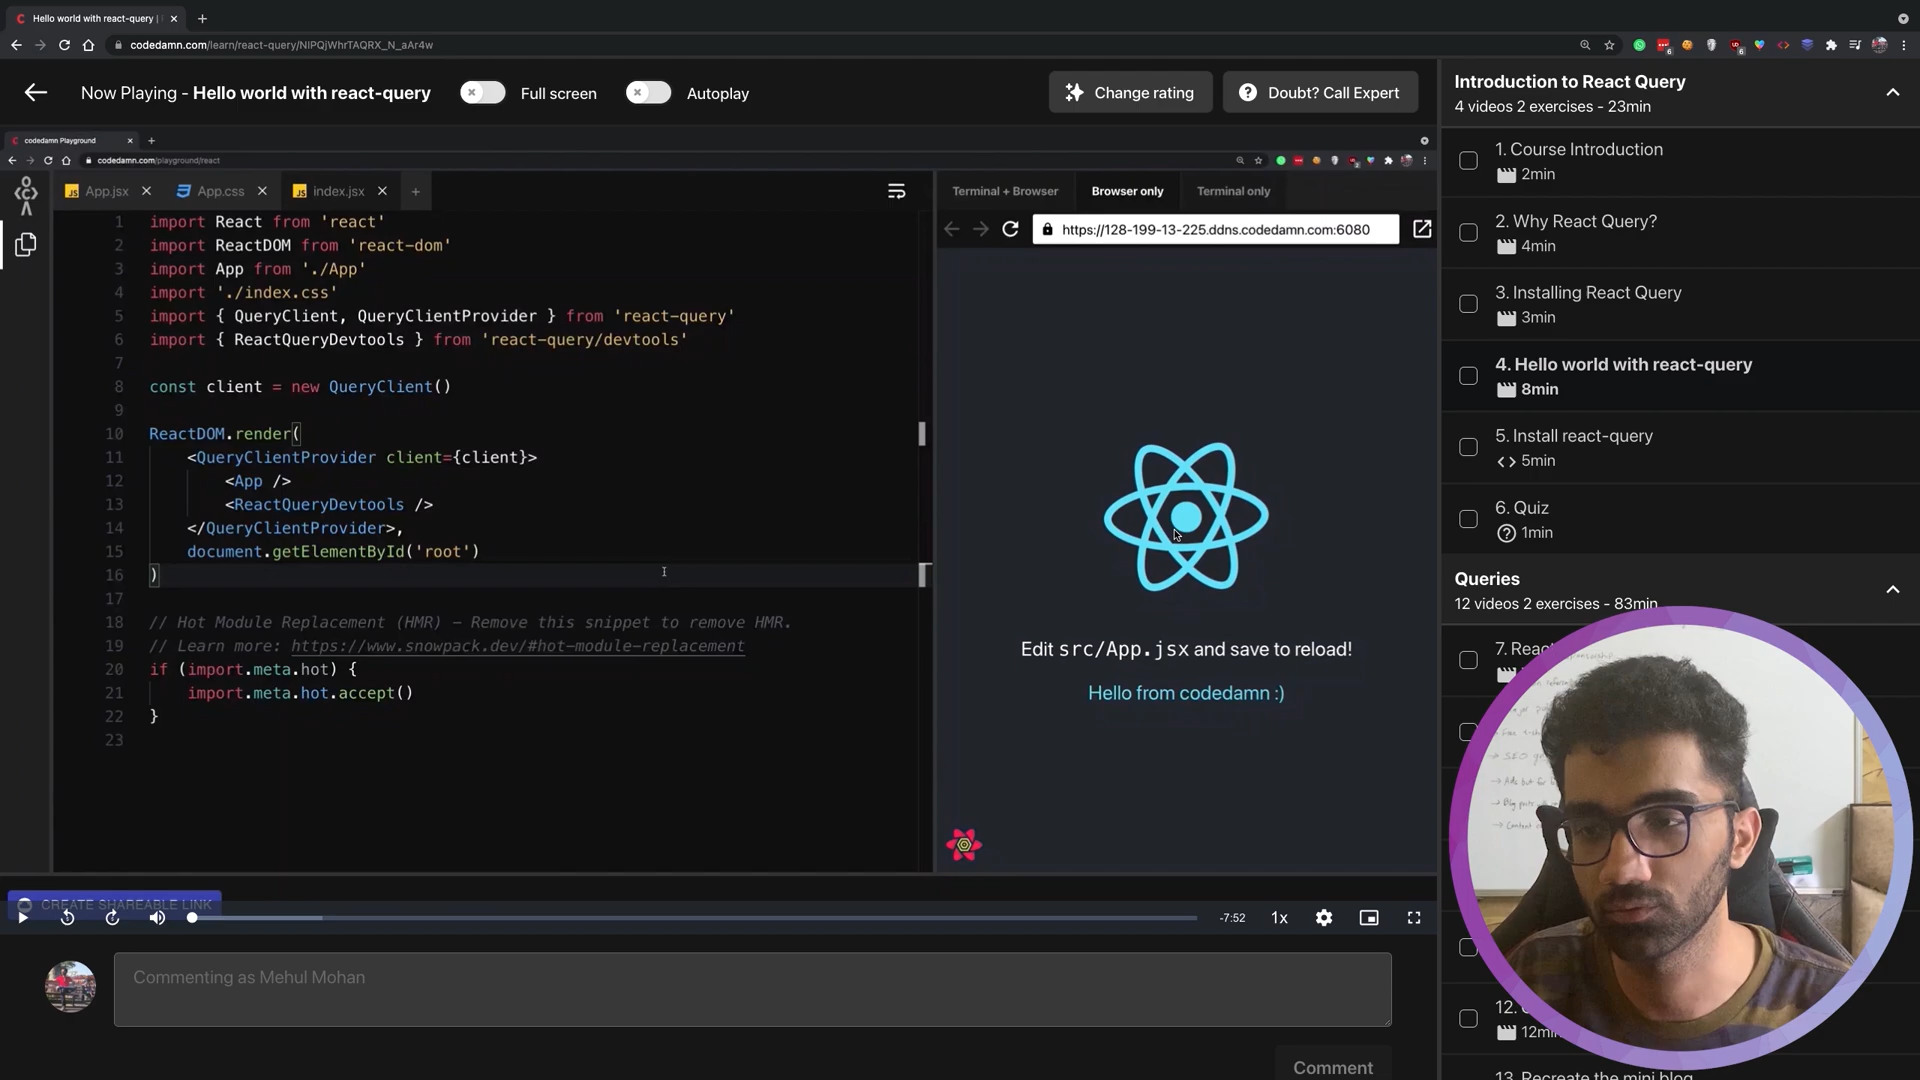 Hello world with react-query |
codedamn.com/learn/react-query/NIPQjWhrTAQRX_N_aAr4w
Now Playing - Hello world with react-query
Full screen
Autoplay
Change rating
Doubt? Call Expert
codedamn Playground
codedamn.com/playground/react
App.jsx
App.css
index.jsx
1 import React from 'react'
2 import ReactDOM from 'react-dom'
3 import App from './App'
4 import './index.css'
5 import { QueryClient, QueryClientProvider } from 'react-query'
6 import { ReactQueryDevtools } from 'react-query/devtools'
7
8 const client = new QueryClient()
9
10 ReactDOM.render(
11 <QueryClientProvider client={client}>
12 <App />
13 <ReactQueryDevtools />
14 </QueryClientProvider>,
15 document.getElementById('root')
16 )
17
18 // Hot Module Replacement (HMR) – Remove this snippet to remove HMR.
19 // Learn more: https://www.snowpack.dev/#hot-module-replacement
20 if (import.meta.hot) {
21 import.meta.hot.accept()
22 }
23
Terminal + Browser
Browser only
Terminal only
https://128-199-13-225.ddns.codedamn.com:6080
Edit src/App.jsx and save to reload!
Hello from codedamn :)
CREATE SHAREABLE LINK
-7:52
1x
Commenting as Mehul Mohan
Comment
Introduction to React Query
4 videos 2 exercises - 23min
1. Course Introduction
2min
2. Why React Query?
4min
3. Installing React Query
3min
4. Hello world with react-query
8min
5. Install react-query
5min
6. Quiz
1min
Queries
12 videos 2 exercises - 83min
7. Reac
12.
12min
13. Recreate the mini blog